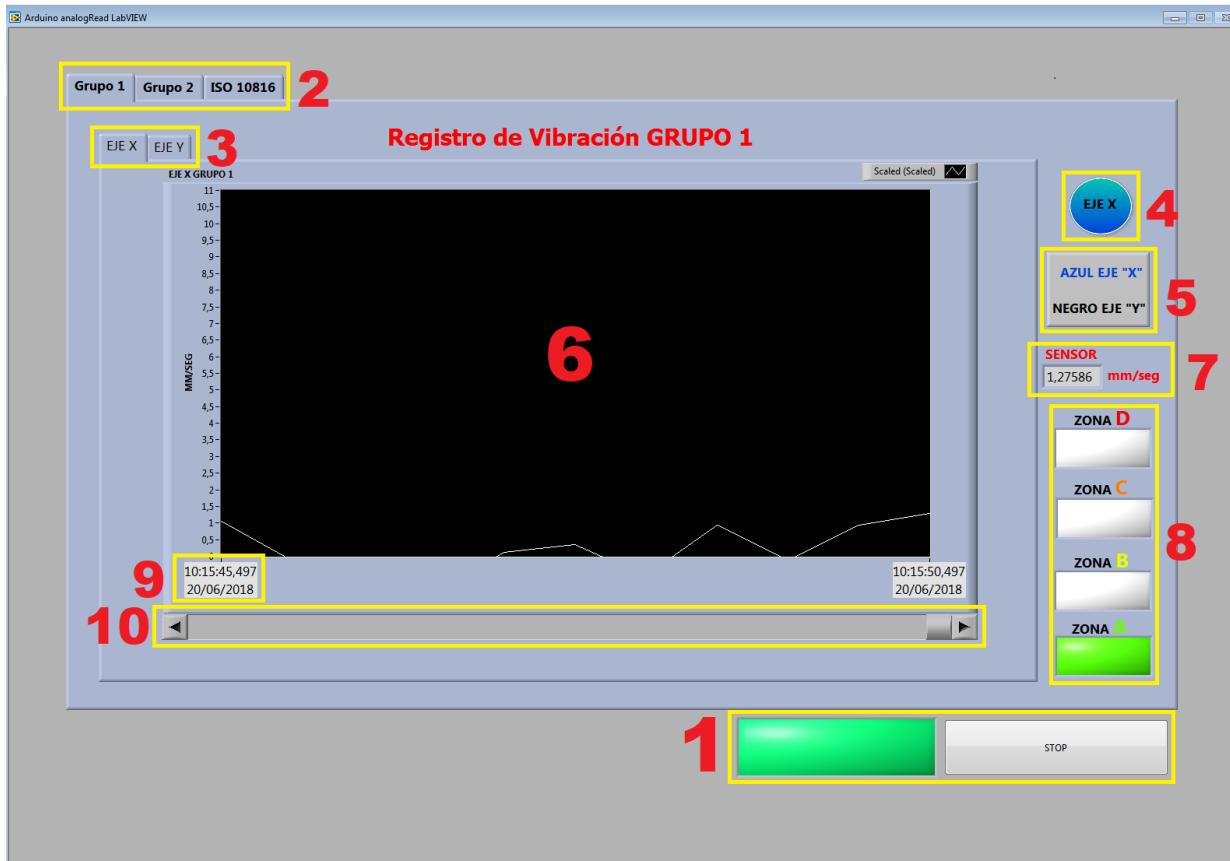 Arduino analogRead LabVIEW
Grupo 1 Grupo 2 ISO 10816 2
EJE X EJE Y 3
Registro de Vibración GRUPO 1
EJE X GRUPO 1
Scaled (Scaled)
EJE X 4
AZUL EJE "X"
NEGRO EJE "Y"
5
SENSOR
1,27586 mm/seg
7
MM/SEG
11
10,5
10
9,5
9
8,5
8
7,5
7
6,5
6
5,5
5
4,5
4
3,5
3
2,5
2
1,5
1
0,5
0
6
ZONA D
ZONA C
ZONA B
ZONA A
8
9
10:15:45,497
20/06/2018
10:15:50,497
20/06/2018
10
1
STOP